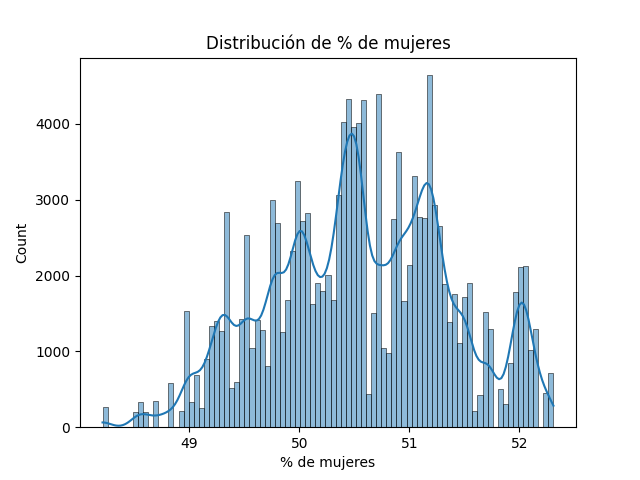 Distribución de % de mujeres
Count
4000
3000
2000
1000
0
49 50 51 52
% de mujeres